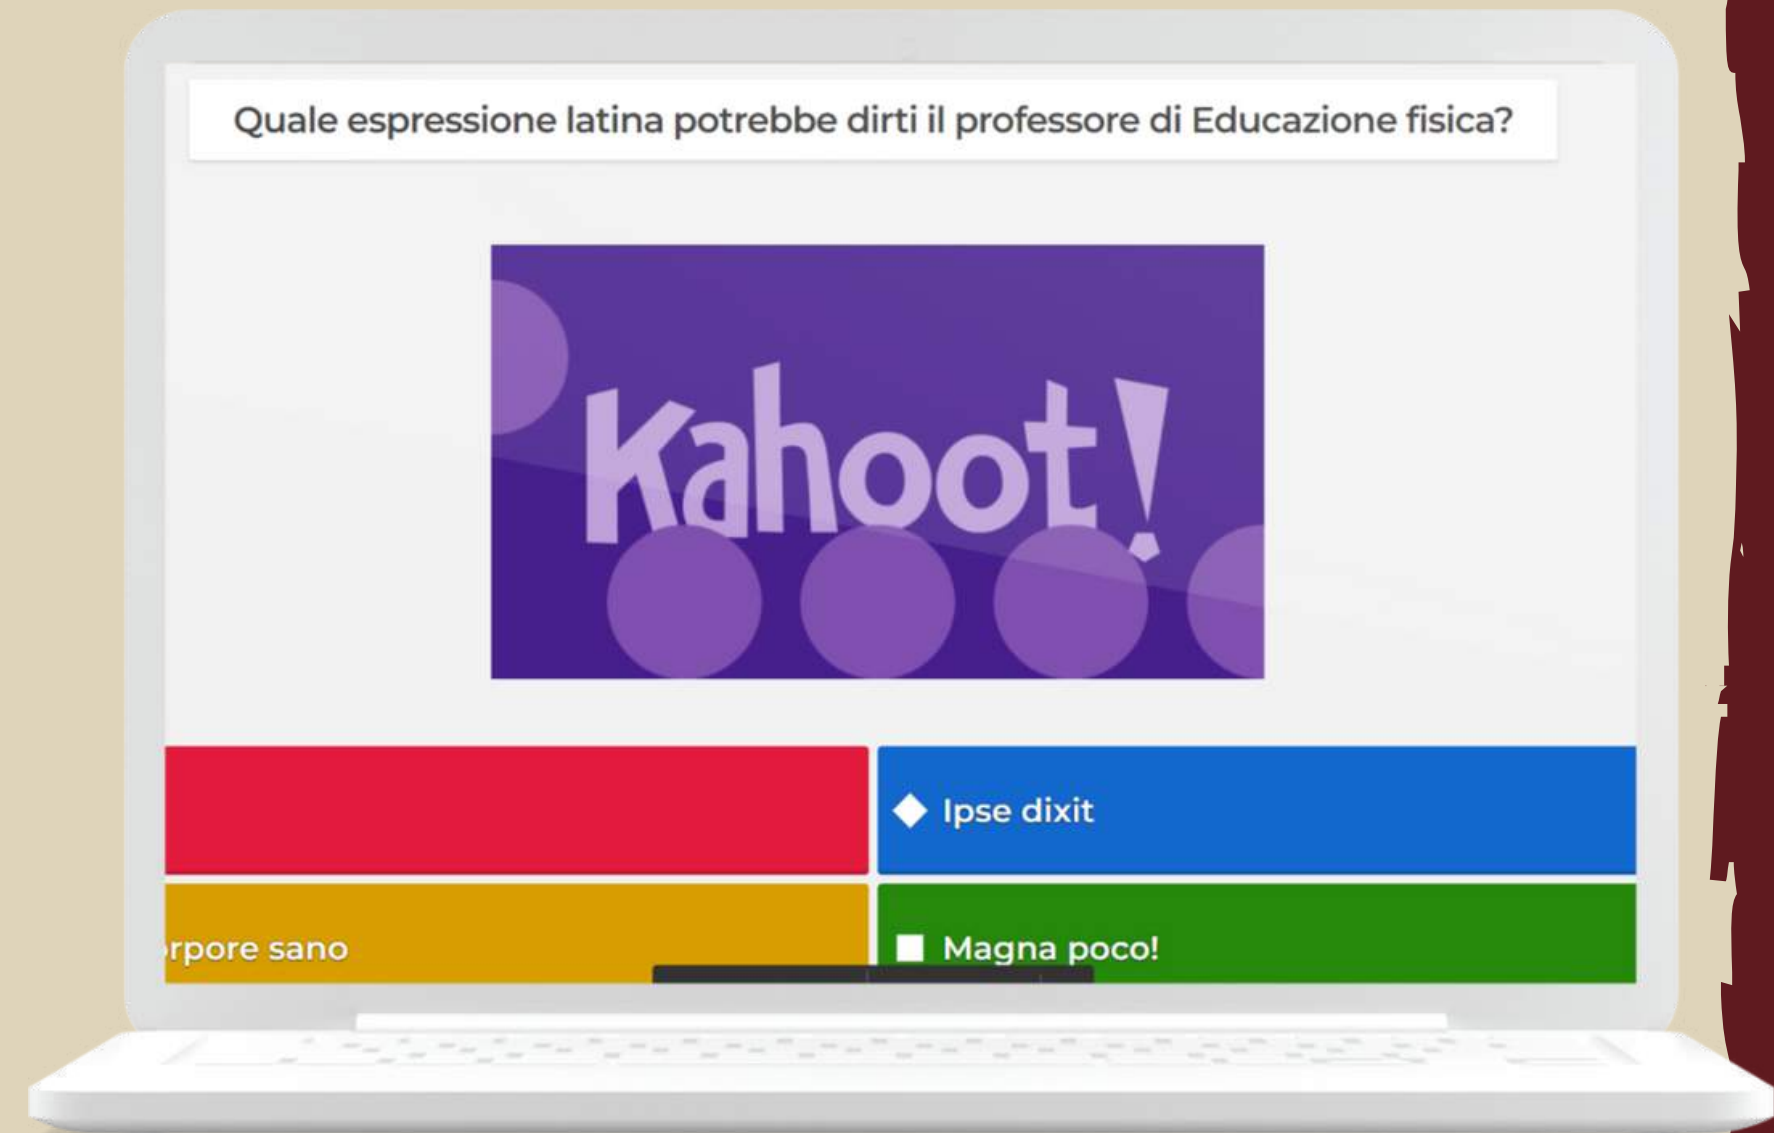 Quale espressione latina potrebbe dirti il professore di Educazione fisica?
Kahoot!
Ipse dixit
rpore sano
Magna poco!